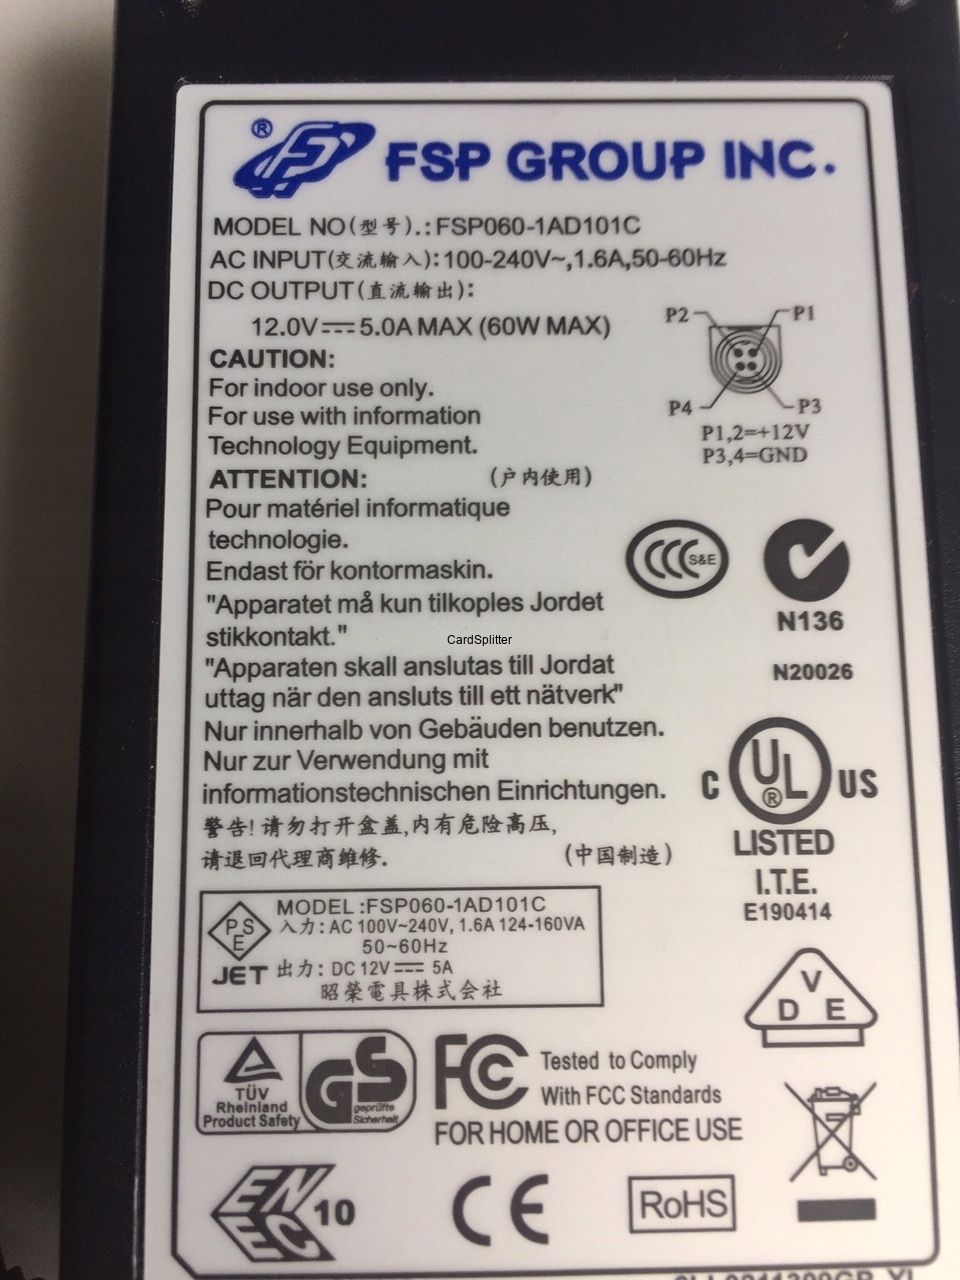 ® FSP GROUP INC.
MODEL NO(型号).:FSP060-1AD101C
AC INPUT(交流输入):100-240V~,1.6A,50-60Hz
DC OUTPUT(直流输出):
12.0V⎓5.0A MAX (60W MAX)
P2 P1
P4 P3
P1,2=+12V
P3,4=GND
CAUTION:
For indoor use only.
For use with information
Technology Equipment.
ATTENTION: (户内使用)
Pour matériel informatique
technologie.
Endast för kontormaskin.
"Apparatet må kun tilkoples Jordet
stikkontakt."
"Apparaten skall anslutas till Jordat
uttag när den ansluts till ett nätverk"
Nur innerhalb von Gebäuden benutzen.
Nur zur Verwendung mit
informationstechnischen Einrichtungen.
警告!请勿打开盒盖,内有危险高压,
请退回代理商维修. (中国制造)
CardSplitter
CCC S&E
N136
N20026
C UL ® US
LISTED
I.T.E.
E190414
PSE
JET
MODEL :FSP060-1AD101C
入力: AC 100V~240V, 1.6A 124-160VA
50~60Hz
出力: DC 12V⎓ 5A
昭榮電具株式会社
VDE
TÜV
Rheinland
Product Safety
GS
geprüfte
Sicherheit
FC Tested to Comply
With FCC Standards
FOR HOME OR OFFICE USE
ENEC 10
CE
RoHS